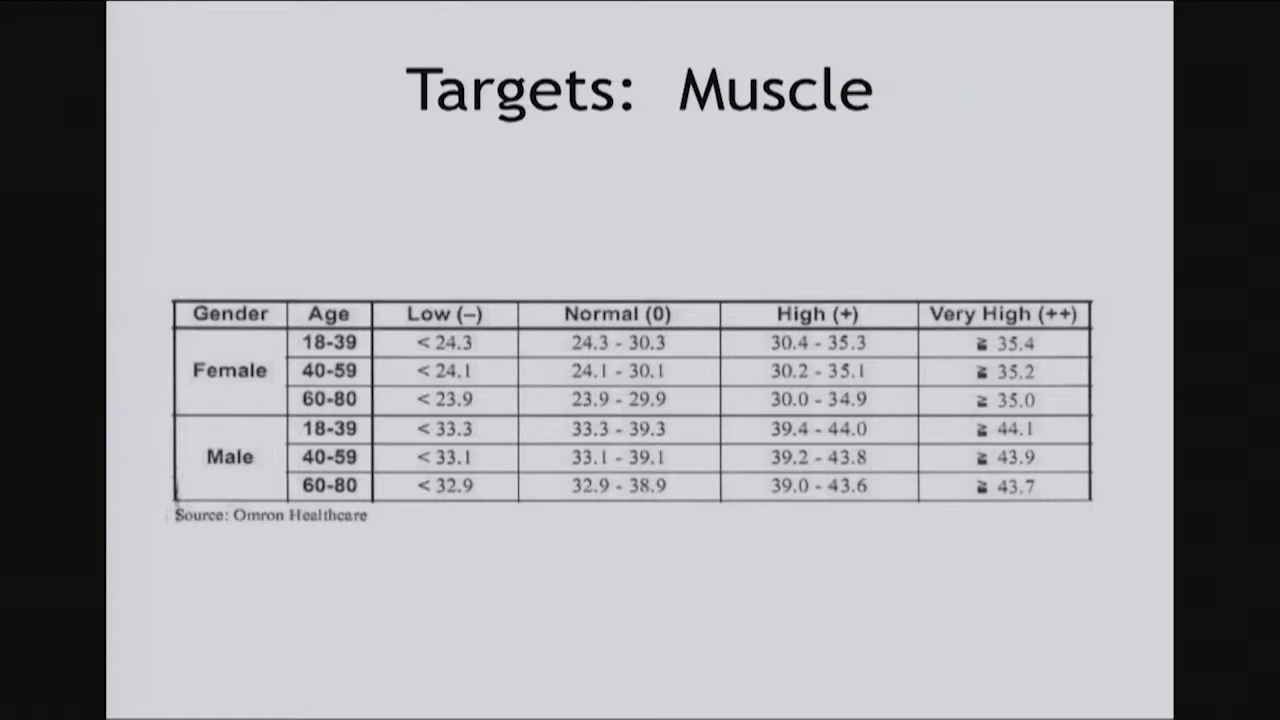 Targets: Muscle
Gender Age Low (–) Normal (0) High (+) Very High (++)
18-39 < 24.3 24.3 - 30.3 30.4 - 35.3 ≧ 35.4
Female 40-59 < 24.1 24.1 - 30.1 30.2 - 35.1 ≧ 35.2
60-80 < 23.9 23.9 - 29.9 30.0 - 34.9 ≧ 35.0
18-39 < 33.3 33.3 - 39.3 39.4 - 44.0 ≧ 44.1
Male 40-59 < 33.1 33.1 - 39.1 39.2 - 43.8 ≧ 43.9
60-80 < 32.9 32.9 - 38.9 39.0 - 43.6 ≧ 43.7
Source: Omron Healthcare